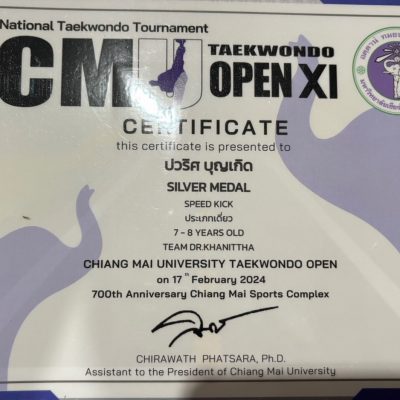 National Taekwondo Tournament
CMU TAEKWONDO
OPEN XI
CERTIFICATE
this certificate is presented to
ปวริศ บุญเกิด
SILVER MEDAL
SPEED KICK
ประเภทเดี่ยว
7 - 8 YEARS OLD
TEAM DR.KHANITTHA
CHIANG MAI UNIVERSITY TAEKWONDO OPEN
on 17th February 2024
700th Anniversary Chiang Mai Sports Complex
CHIRAWATH PHATSARA, Ph.D.
Assistant to the President of Chiang Mai University